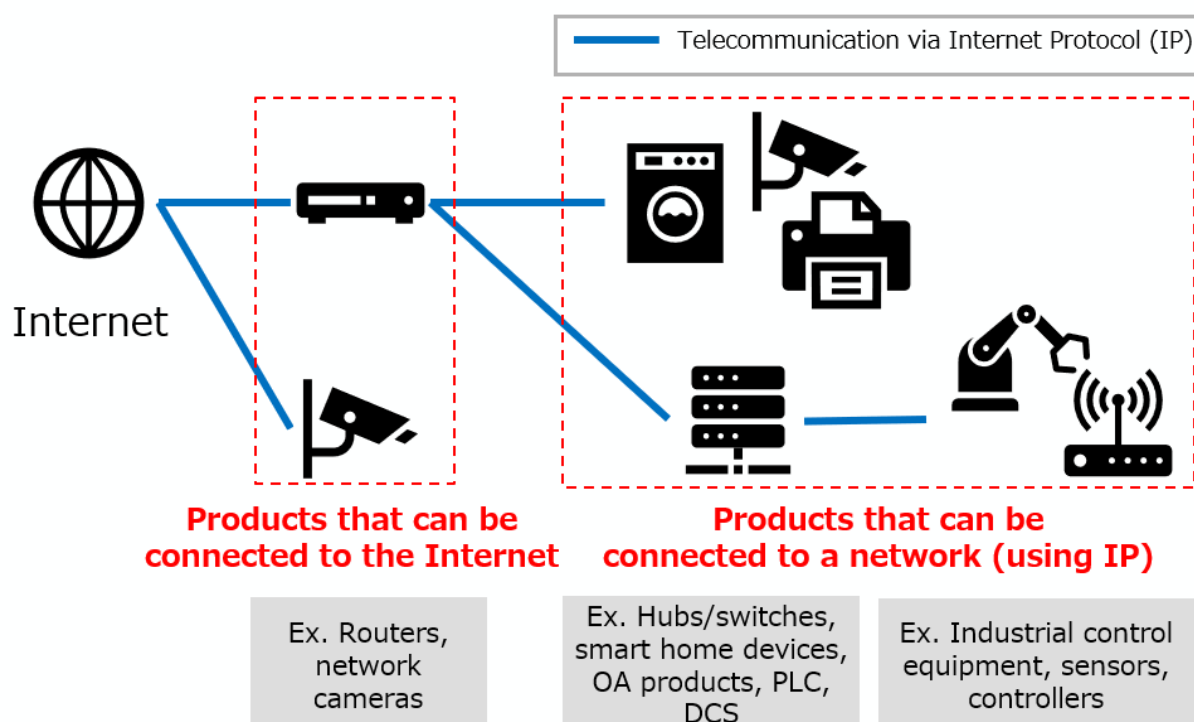 Telecommunication via Internet Protocol (IP)
Internet
Products that can be
connected to the Internet
Products that can be
connected to a network (using IP)
Ex. Routers,
network
cameras
Ex. Hubs/switches,
smart home devices,
OA products, PLC,
DCS
Ex. Industrial control
equipment, sensors,
controllers